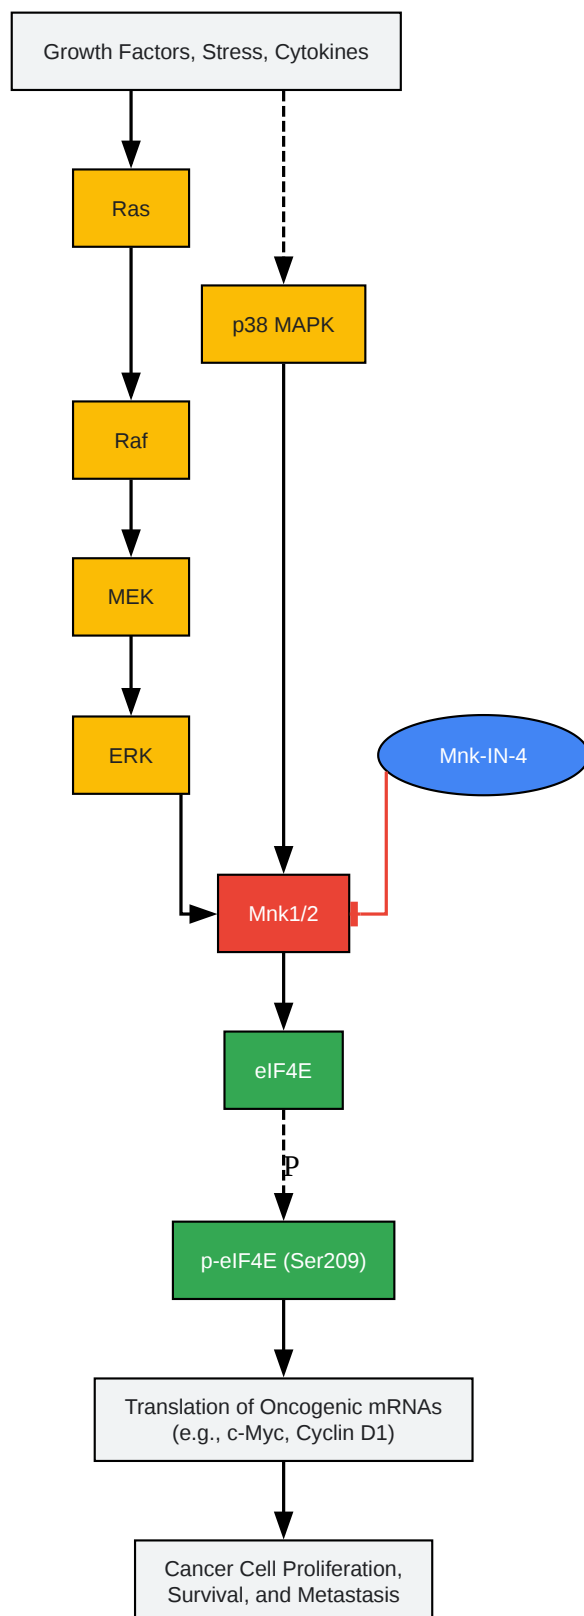 Growth Factors, Stress, Cytokines
Ras
p38 MAPK
Raf
MEK
ERK
Mnk-IN-4
Mnk1/2
eIF4E
P
p-eIF4E (Ser209)
Translation of Oncogenic mRNAs
(e.g., c-Myc, Cyclin D1)
Cancer Cell Proliferation,
Survival, and Metastasis